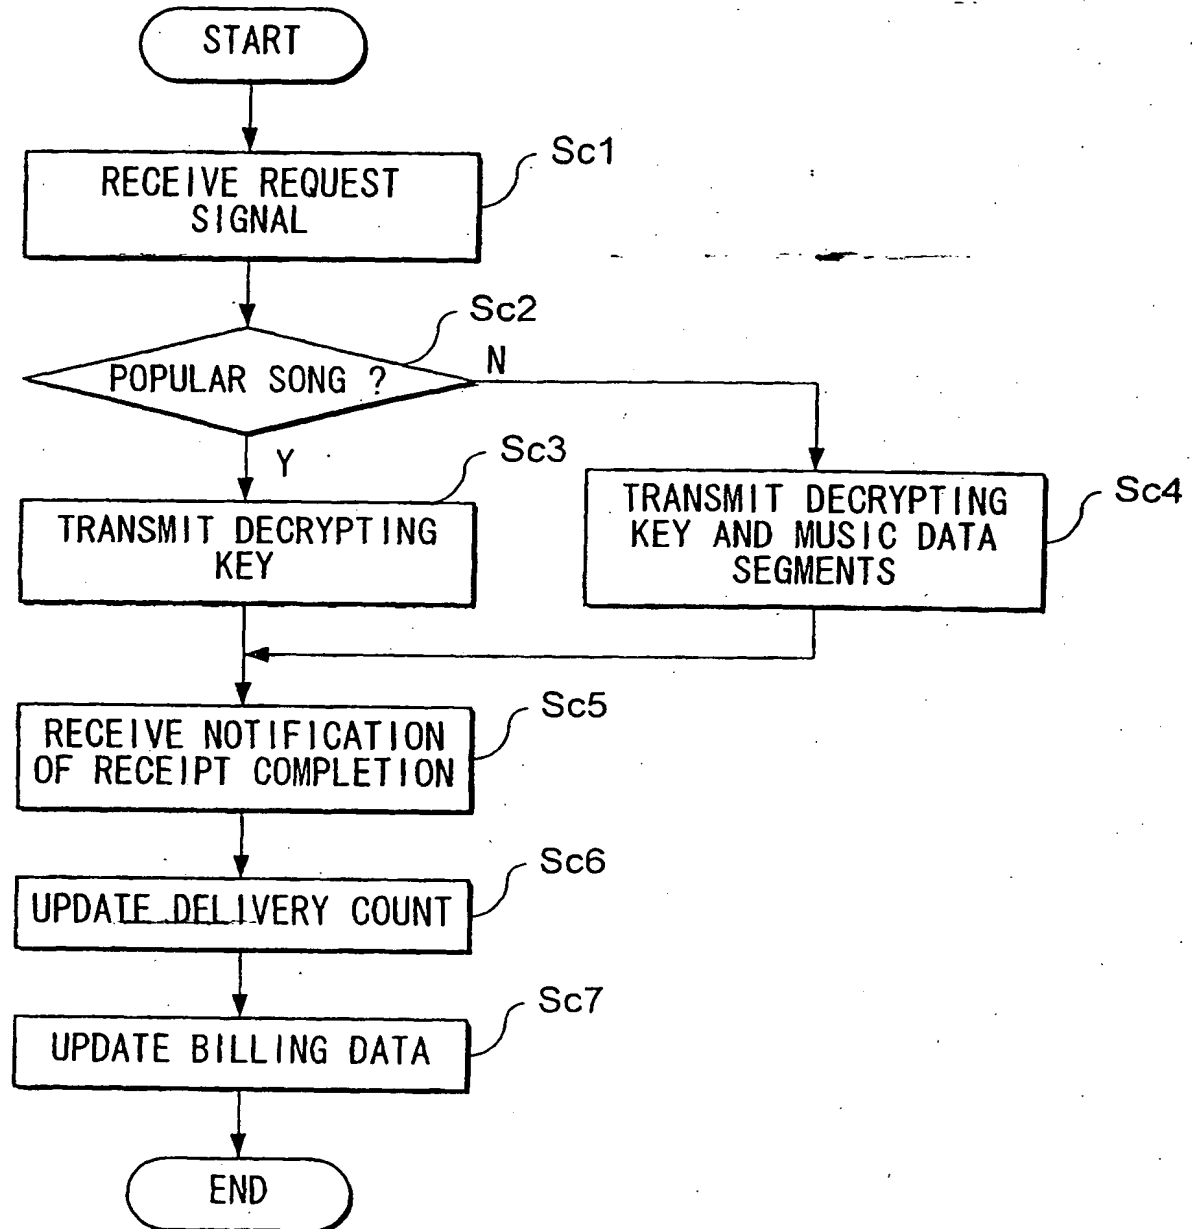 START
Sc1
RECEIVE REQUEST
SIGNAL
Sc2
POPULAR SONG ?
N
Y
Sc3
TRANSMIT DECRYPTING
KEY
Sc4
TRANSMIT DECRYPTING
KEY AND MUSIC DATA
SEGMENTS
Sc5
RECEIVE NOTIFICATION
OF RECEIPT COMPLETION
Sc6
UPDATE DELIVERY COUNT
Sc7
UPDATE BILLING DATA
END